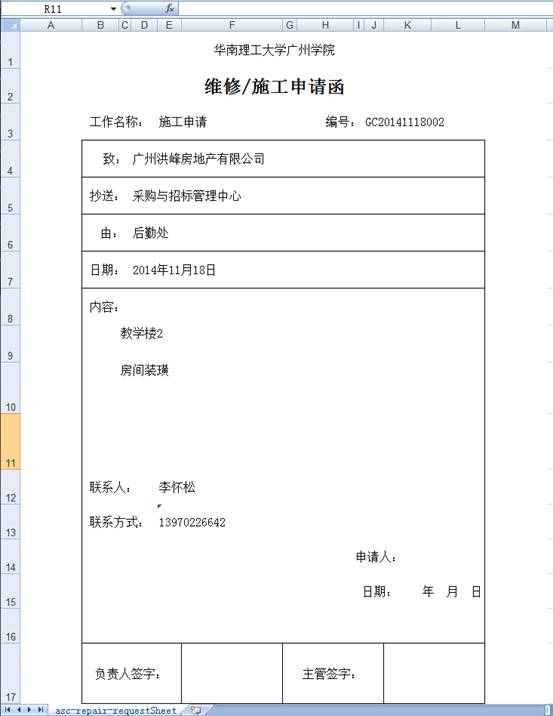 R11
fx
A B C D E F G H I J K L M
1 华南理工大学广州学院
2 维修/施工申请函
3 工作名称： 施工申请 编号： GC20141118002
4 致： 广州洪峰房地产有限公司
5 抄送： 采购与招标管理中心
6 由： 后勤处
7 日期： 2014年11月18日
8 内容：
9 教学楼2
10 房间装璜
11
12 联系人： 李怀松
13 联系方式： 13970226642
14 申请人：
15 日期： 年 月 日
16
17 负责人签字： 主管签字：
asc-repair-requestSheet